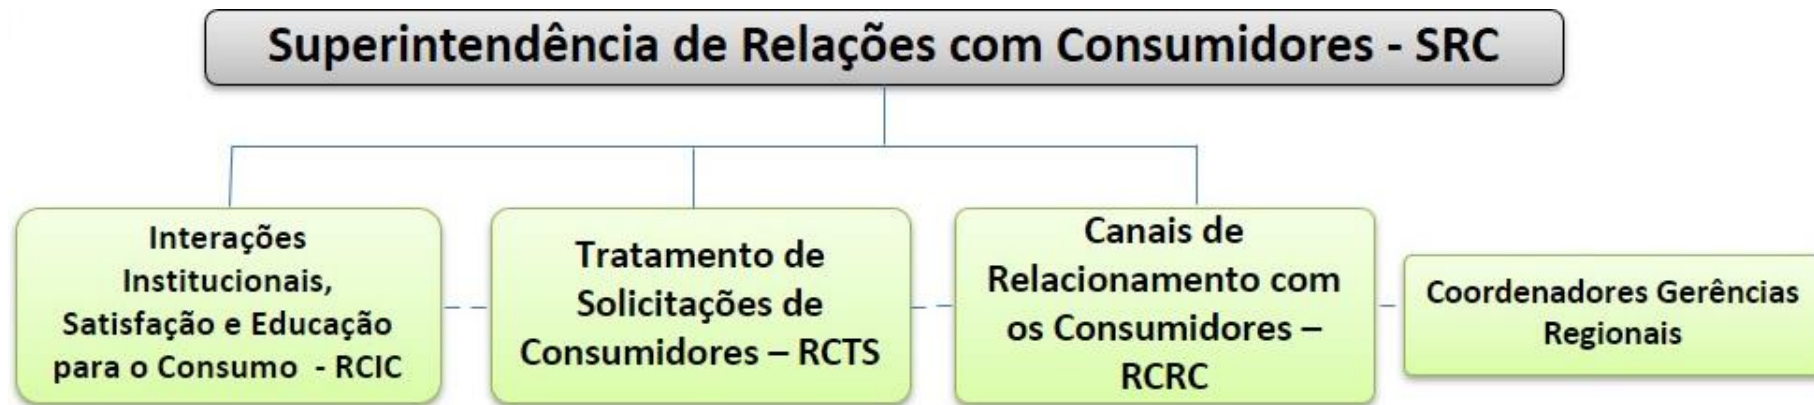 Superintendência de Relações com Consumidores - SRC
Interações
Institucionais,
Satisfação e Educação
para o Consumo - RCIC
Tratamento de
Solicitações de
Consumidores – RCTS
Canais de
Relacionamento com
os Consumidores –
RCRC
Coordenadores Gerências
Regionais